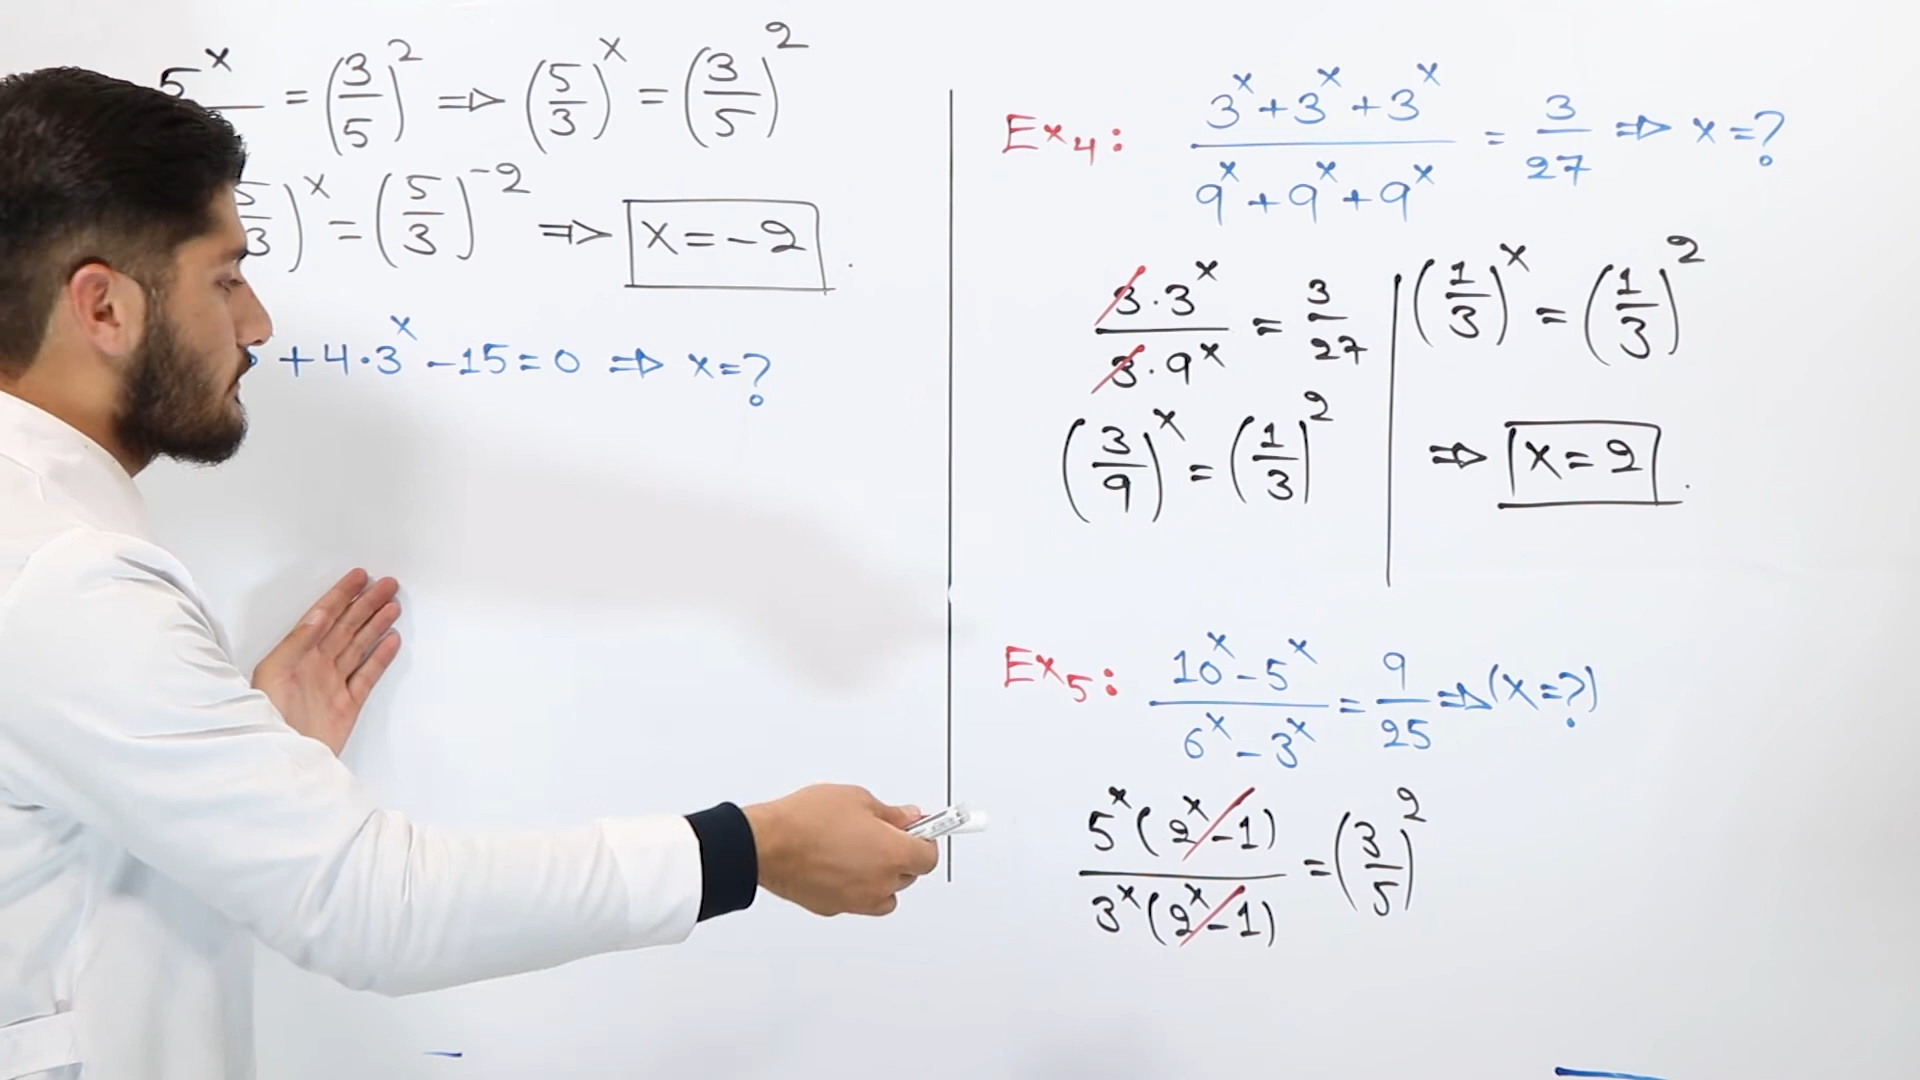 5^x = (3/5)^2 ⇒ (5/3)^x = (3/5)^2
(5/3)^x = (5/3)^-2 ⇒ x = -2
+ 4·3^x - 15 = 0 ⇒ x = ?
Ex4: (3^x + 3^x + 3^x)/(9^x + 9^x + 9^x) = 3/27 ⇒ x = ?
(3·3^x)/(3·9^x) = 3/27
(3/9)^x = (1/3)^2
(1/3)^x = (1/3)^2
⇒ x = 2
Ex5: (10^x - 5^x)/(6^x - 3^x) = 9/25 ⇒ (x = ?)
5^x(2^x - 1)/3^x(2^x - 1) = (3/5)^2